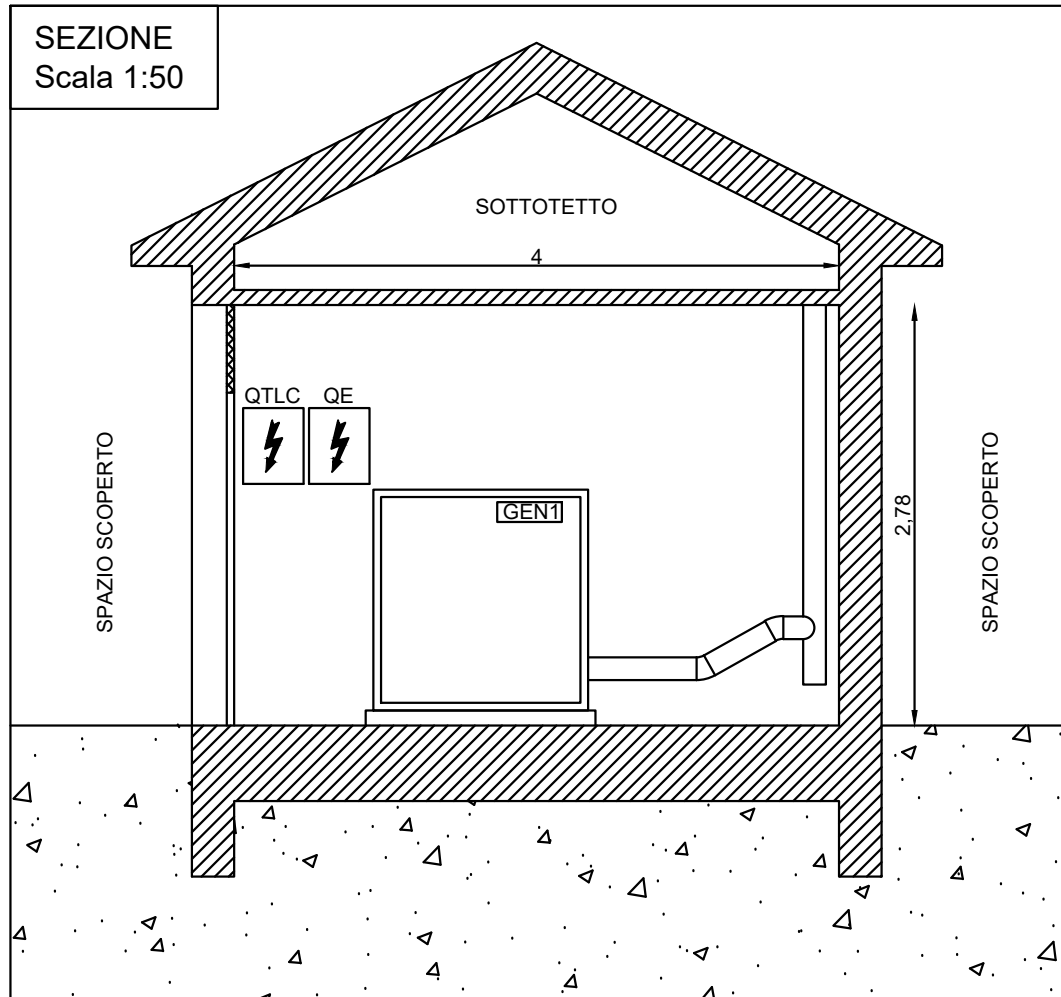 SEZIONE
Scala 1:50
SOTTOTETTO
4
QTLC
QE
GEN1
2,78
SPAZIO SCOPERTO
SPAZIO SCOPERTO